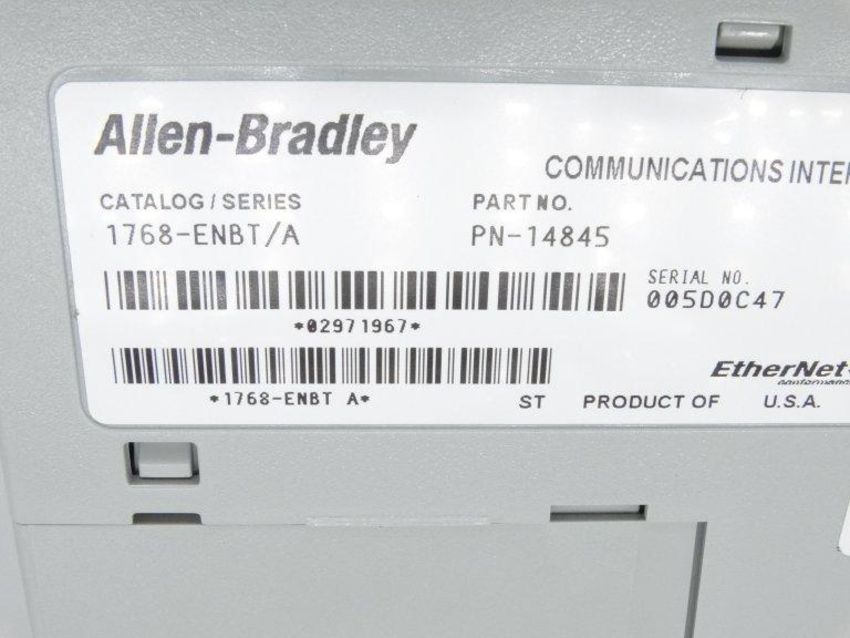 Allen-Bradley
COMMUNICATIONS INTER
CATALOG / SERIES PART NO.
1768-ENBT/A PN-14845
SERIAL NO.
005D0C47
*02971967*
EtherNet
conformance
*1768-ENBT A* ST PRODUCT OF U.S.A.